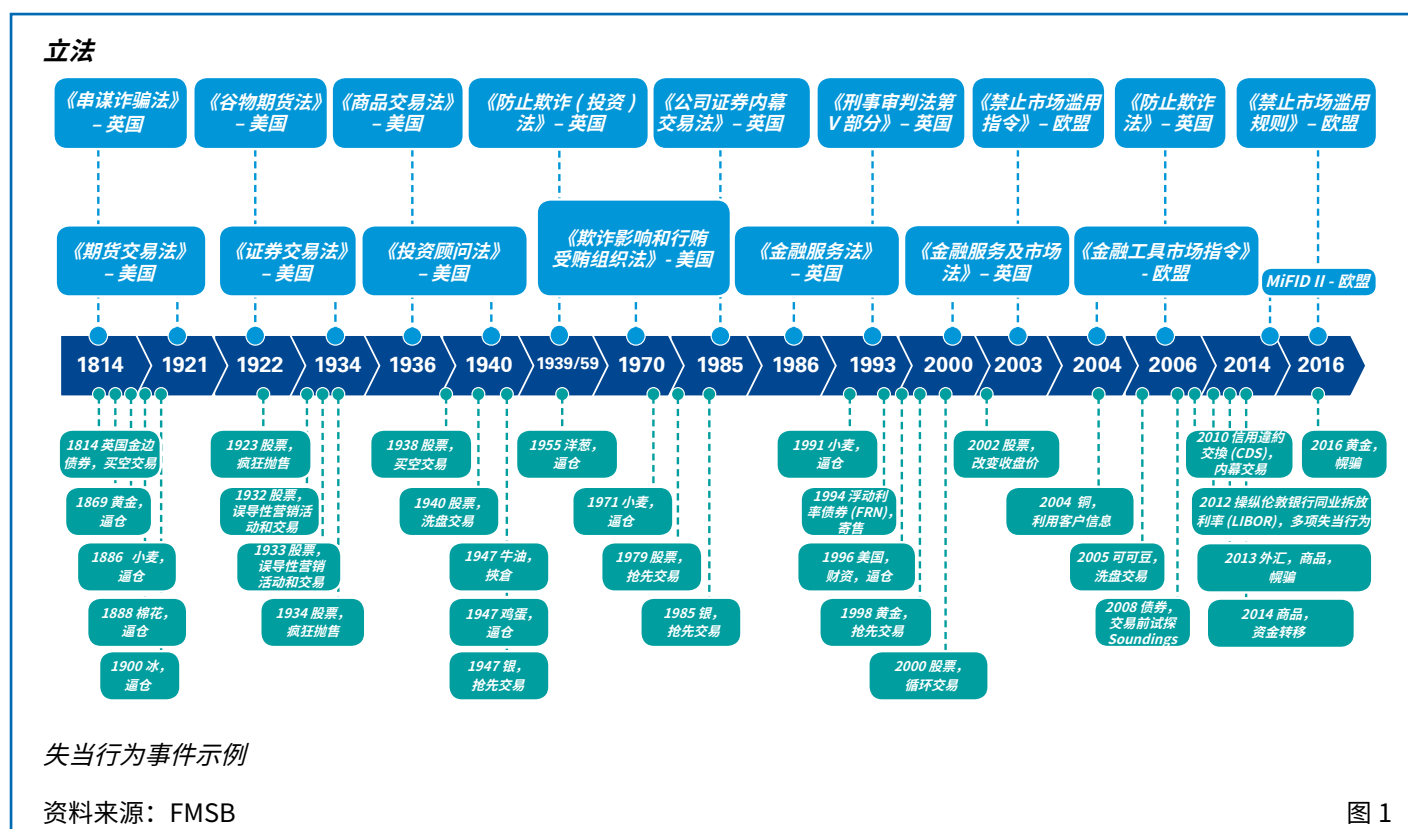 立法
《串谋诈骗法》
– 英国
《谷物期货法》
– 美国
《商品交易法》
– 美国
《防止欺诈 ( 投资 )
法》– 英国
《公司证券内幕
交易法》– 英国
《刑事审判法第
V 部分》– 英国
《禁止市场滥用
指令》– 欧盟
《防止欺诈
法》– 英国
《禁止市场滥用
规则》– 欧盟
《期货交易法》
– 美国
《证券交易法》
– 美国
《投资顾问法》
– 美国
《欺诈影响和行贿
受贿组织法》- 美国
《金融服务法》
– 英国
《金融服务及市场
法》– 英国
《金融工具市场指令》
- 欧盟
MiFID II - 欧盟
1814 1921 1922 1934 1936 1940 1939/59 1970 1985 1986 1993 2000 2003 2004 2006 2014 2016
1814 英国金边
债券，买空交易
1869 黄金，
逼仓
1886 小麦，
逼仓
1888 棉花，
逼仓
1900 冰，
逼仓
1923 股票，
疯狂抛售
1932 股票，
误导性营销活
动和交易
1933 股票，
误导性营销
活动和交易
1934 股票，
疯狂抛售
1938 股票，
买空交易
1940 股票，
洗盘交易
1947 牛油，
挾倉
1947 鸡蛋，
逼仓
1947 银，
抢先交易
1955 洋葱，
逼仓
1971 小麦，
逼仓
1979 股票，
抢先交易
1985 银，
抢先交易
1991 小麦，
逼仓
1994 浮动利
率债券 (FRN)，
寄售
1996 美国，
财资，逼仓
1998 黄金，
抢先交易
2000 股票，
循环交易
2002 股票，
改变收盘价
2004 铜，
利用客户信息
2005 可可豆，
洗盘交易
2008 债券，
交易前试探
Soundings
2010 信用違約
交換 (CDS)，
内幕交易
2012 操纵伦敦银行同业拆放
利率 (LIBOR)，多项失当行为
2013 外汇，商品，
幌骗
2014 商品，
资金转移
2016 黄金，
幌骗
失当行为事件示例
资料来源：FMSB
图 1